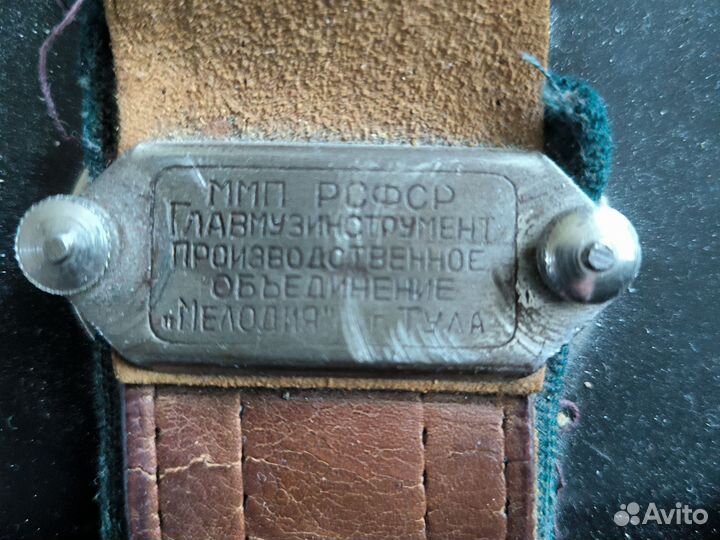 ММП РСФСР
ГЛАВМУЗИНСТРУМЕНТ
ПРОИЗВОДСТВЕННОЕ
ОБЪЕДИНЕНИЕ
„МЕЛОДИЯ" г. ТУЛА
Avito